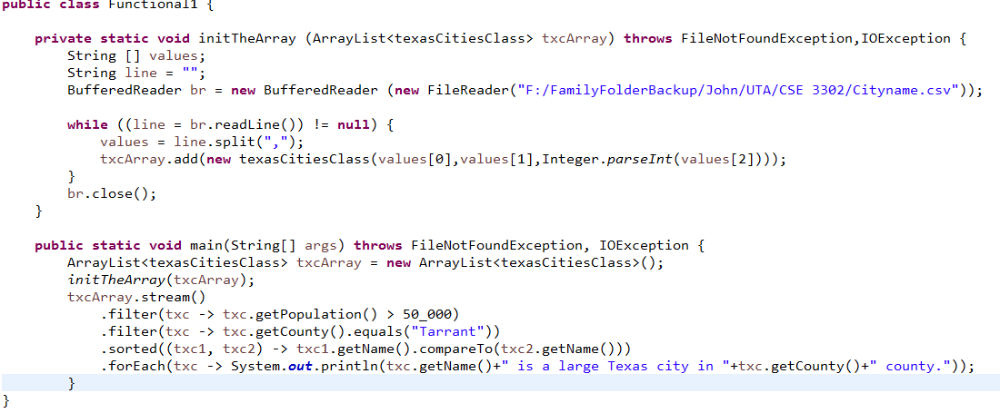 public class Functional1 {
private static void initTheArray (ArrayList<texasCitiesClass> txcArray) throws FileNotFoundException,IOException {
String [] values;
String line = "";
BufferedReader br = new BufferedReader (new FileReader("F:/FamilyFolderBackup/John/UTA/CSE 3302/Cityname.csv"));
while ((line = br.readLine()) != null) {
values = line.split(",");
txcArray.add(new texasCitiesClass(values[0],values[1],Integer.parseInt(values[2])));
}
br.close();
}
public static void main(String[] args) throws FileNotFoundException, IOException {
ArrayList<texasCitiesClass> txcArray = new ArrayList<texasCitiesClass>();
initTheArray(txcArray);
txcArray.stream()
.filter(txc -> txc.getPopulation() > 50_000)
.filter(txc -> txc.getCounty().equals("Tarrant"))
.sorted((txc1, txc2) -> txc1.getName().compareTo(txc2.getName()))
.forEach(txc -> System.out.println(txc.getName()+" is a large Texas city in "+txc.getCounty()+" county."));
}
}